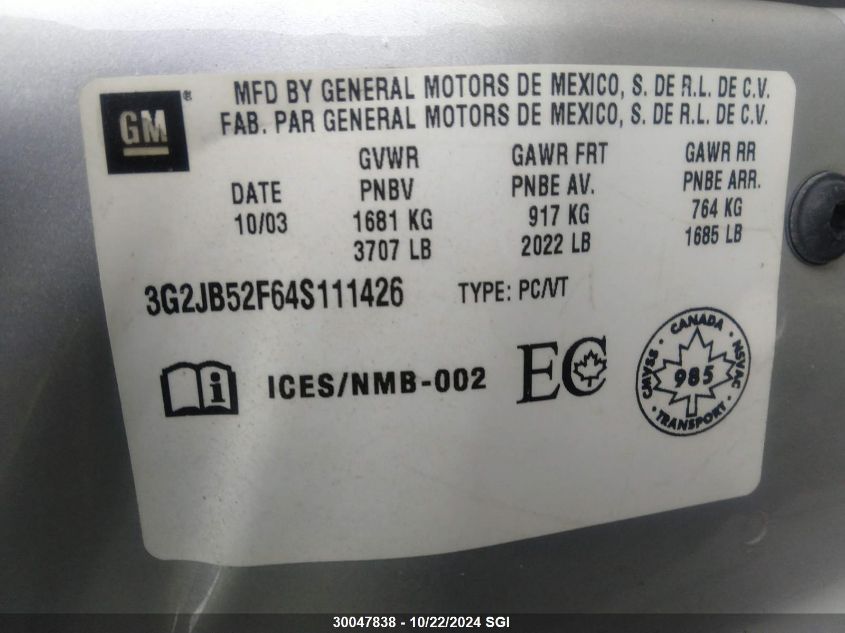 GM ®
MFD BY GENERAL MOTORS DE MEXICO, S. DE R.L. DE C.V.
FAB. PAR GENERAL MOTORS DE MEXICO, S. DE R.L. DE C.V.
GVWR GAWR FRT GAWR RR
DATE PNBV PNBE AV. PNBE ARR.
10/03 1681 KG 917 KG 764 KG
3707 LB 2022 LB 1685 LB
3G2JB52F64S111426 TYPE: PC/VT
i ICES/NMB-002 EC
CANADA
CMVSS 985 NSVAC
TRANSPORT
30047838 - 10/22/2024 SGI